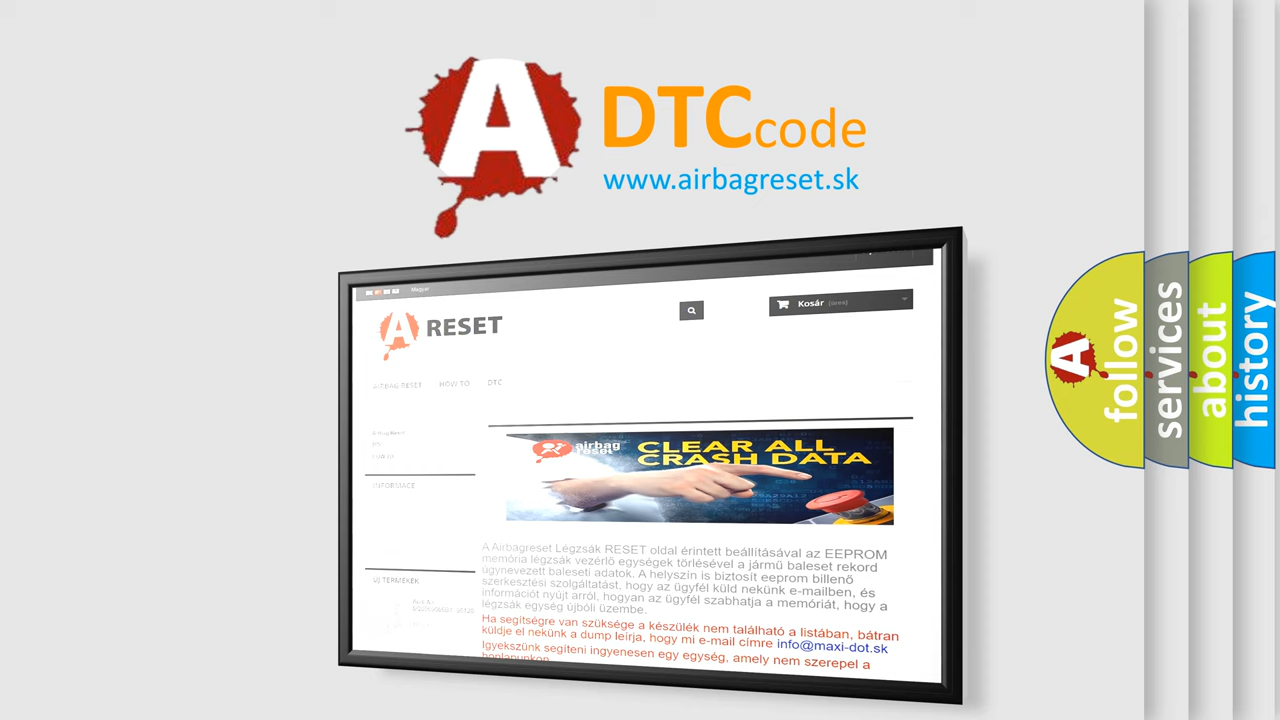 A
DTCcode
www.airbagreset.sk
Magyar
A RESET
Kosár (üres)
AIRBAG RESET HOW TO DTC
INFORMACE
airbag
reset
CLEAR ALL
CRASH DATA
A Airbagreset Légzsák RESET oldal érintett beállításával az EEPROM
memória légzsák vezérlő egységek törlésével a jármű baleset rekord
úgynevezett baleseti adatok. A helyszín is biztosít eeprom billenő
szerkesztési szolgáltatást, hogy az ügyfél küld nekünk e-mailben, és
információt nyújt arról, hogyan az ügyfél szabhatja a memóriát, hogy a
légzsák egység újbóli üzembe.
Ha segítségre van szüksége a készülék nem található a listában, bátran
küldje el nekünk a dump leírja, hogy mi e-mail címre info@maxi-dot.sk
Igyekszünk segíteni ingyenesen egy egység, amely nem szerepel a
honlapunkon
ÚJ TERMÉKEK
A
follow
services
about
history